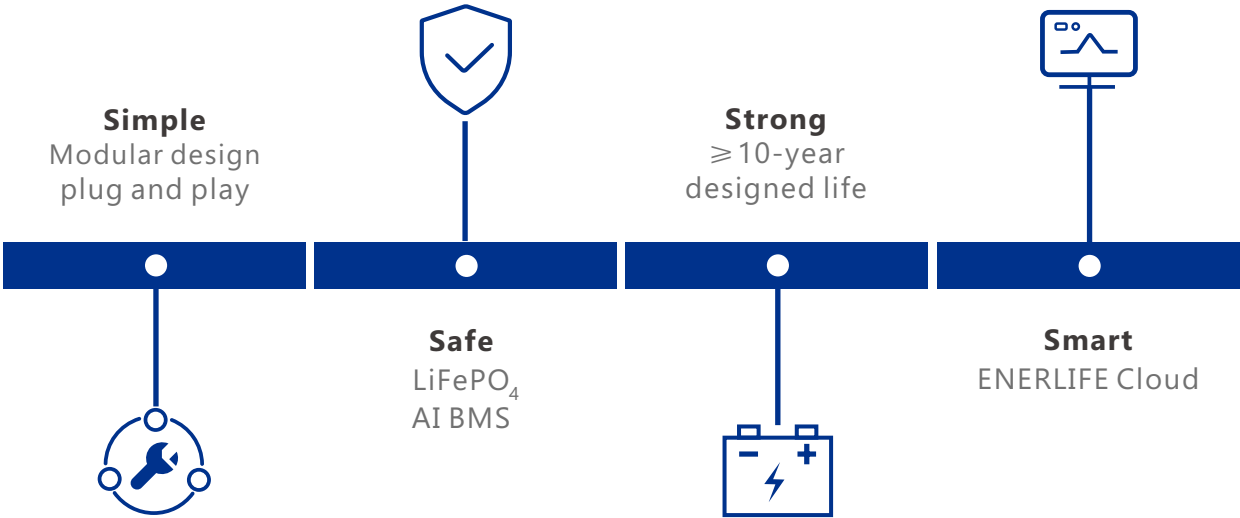 Simple
Modular design
plug and play
Safe
LiFePO₄
AI BMS
Strong
⩾10-year
designed life
Smart
ENERLIFE Cloud